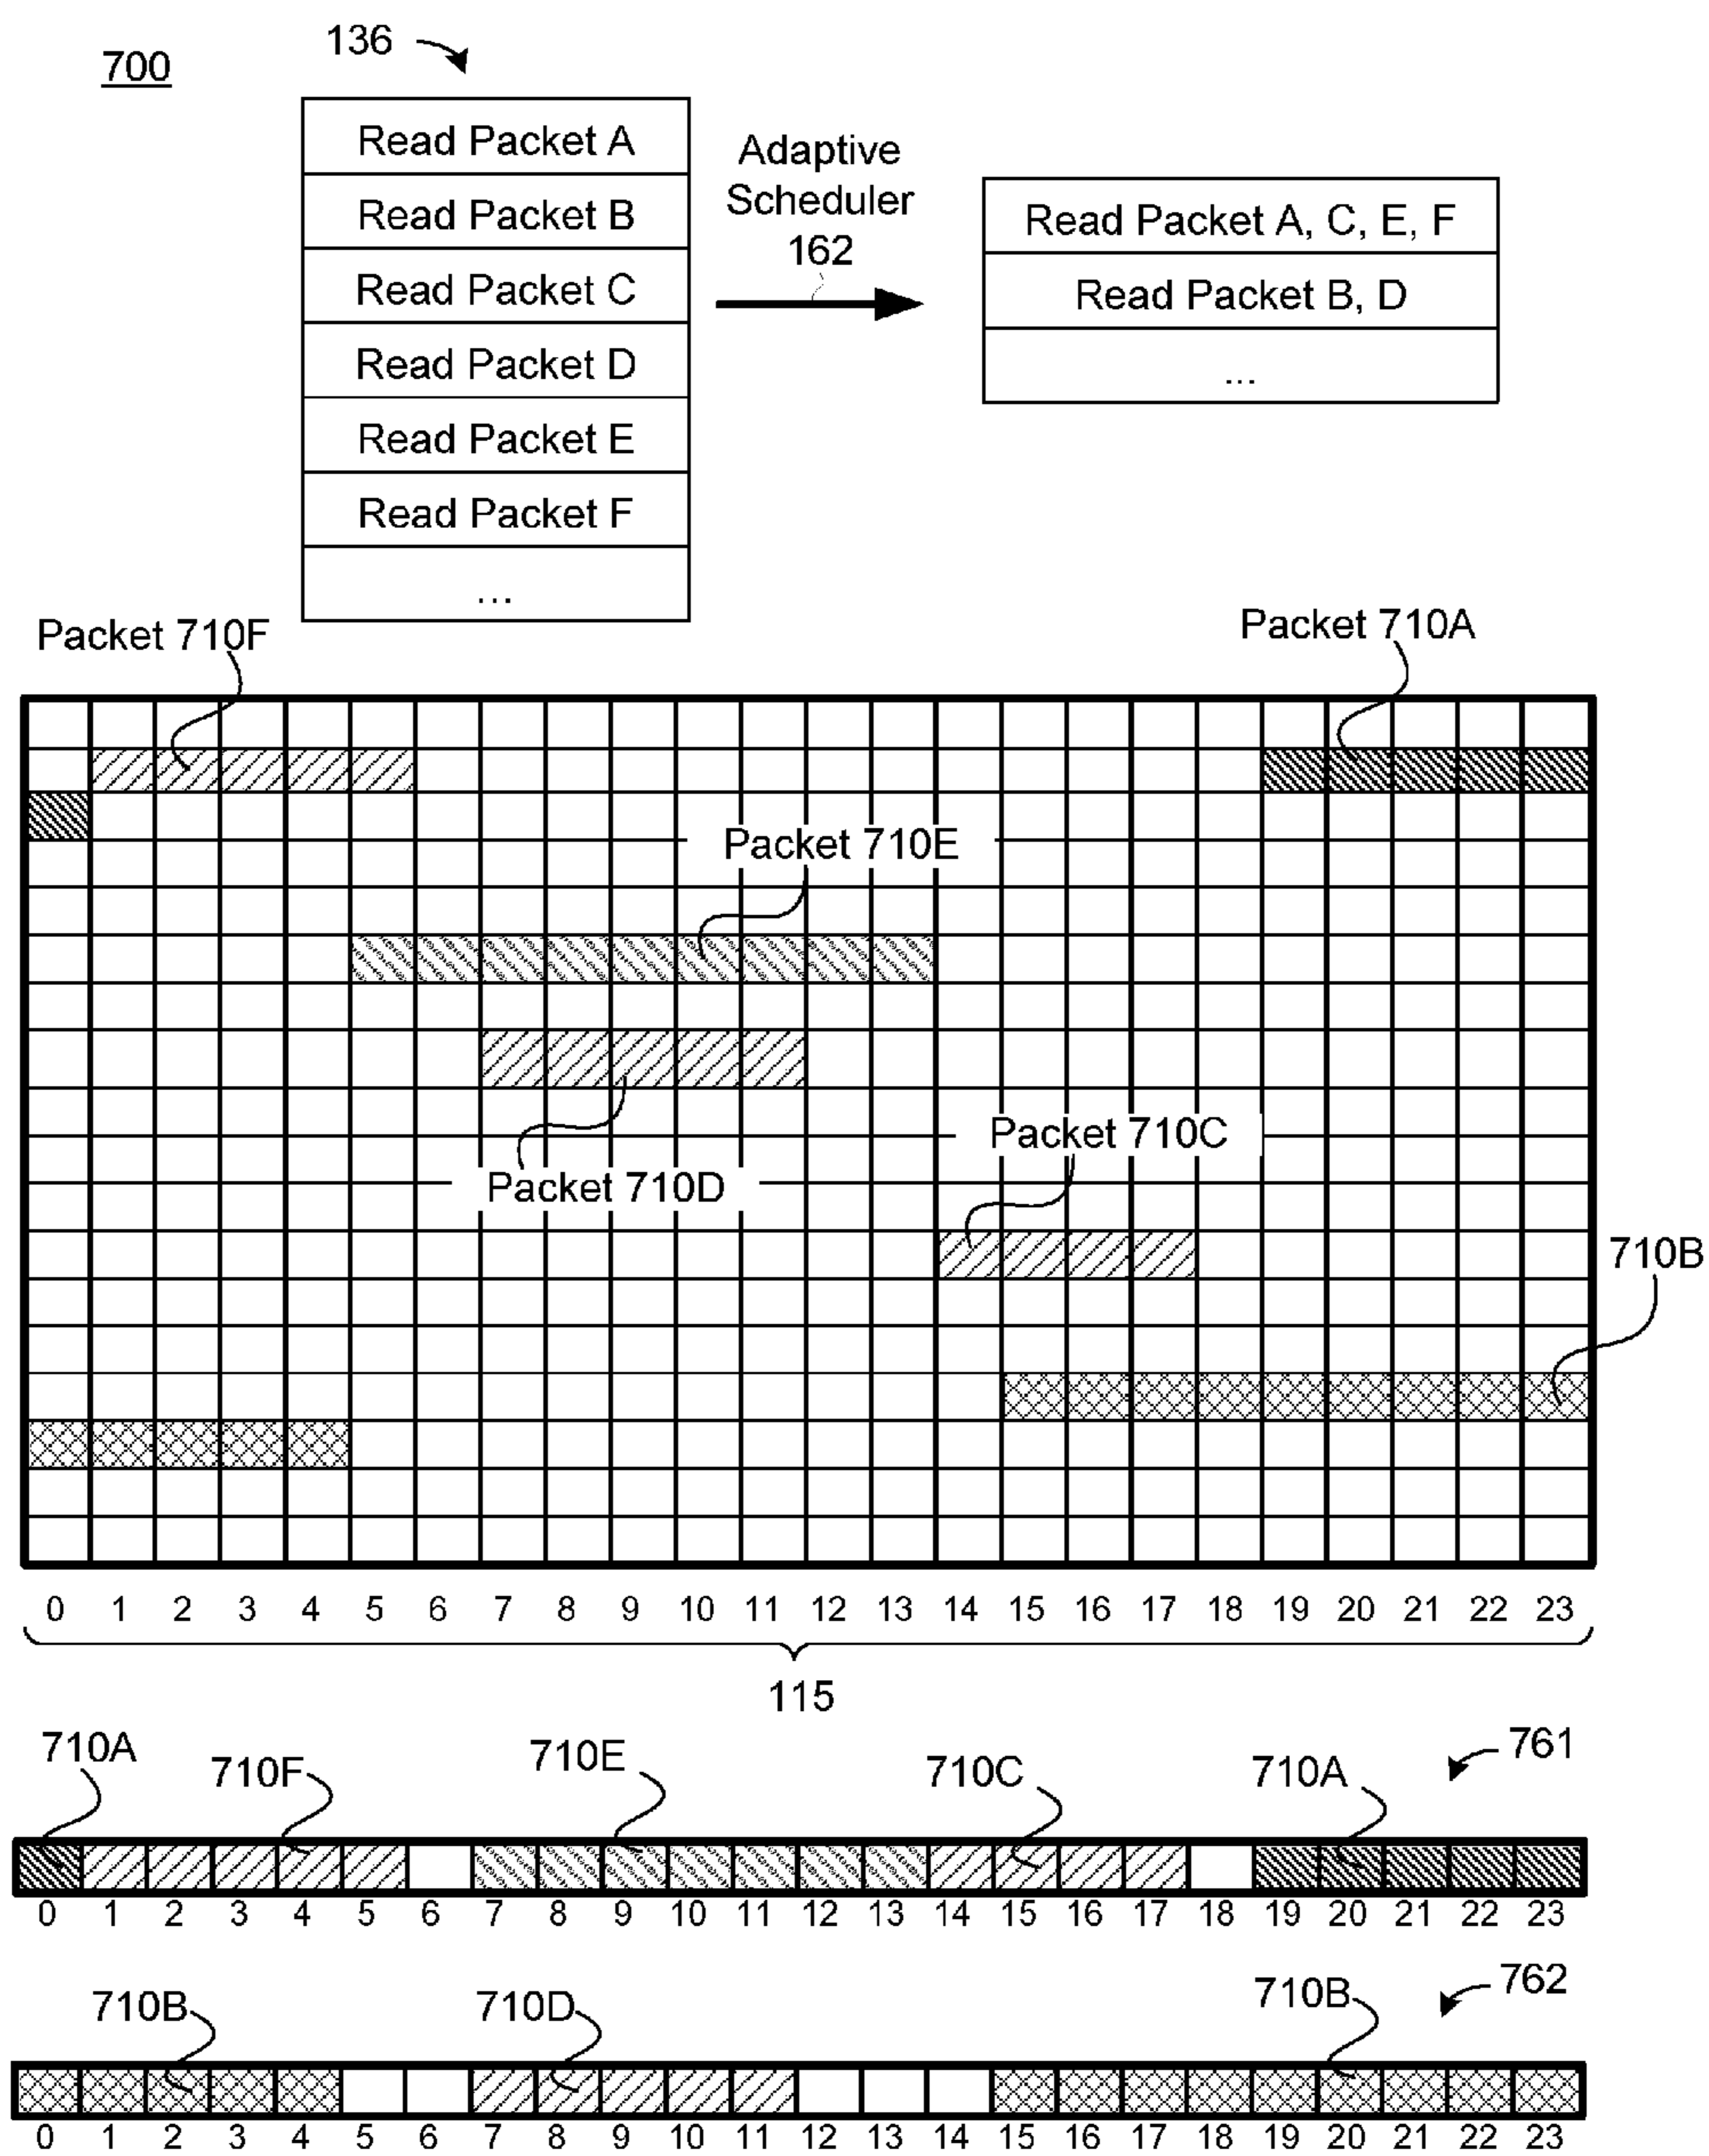 700
136
Read Packet A
Read Packet B
Read Packet C
Read Packet D
Read Packet E
Read Packet F
...
Adaptive
Scheduler
162
Read Packet A, C, E, F
Read Packet B, D
...
Packet 710F
Packet 710A
Packet 710E
Packet 710C
Packet 710D
710B
0 1 2 3 4 5 6 7 8 9 10 11 12 13 14 15 16 17 18 19 20 21 22 23
115
710A 710F 710E 710C 710A 761
0 1 2 3 4 5 6 7 8 9 10 11 12 13 14 15 16 17 18 19 20 21 22 23
710B 710D 710B 762
0 1 2 3 4 5 6 7 8 9 10 11 12 13 14 15 16 17 18 19 20 21 22 23